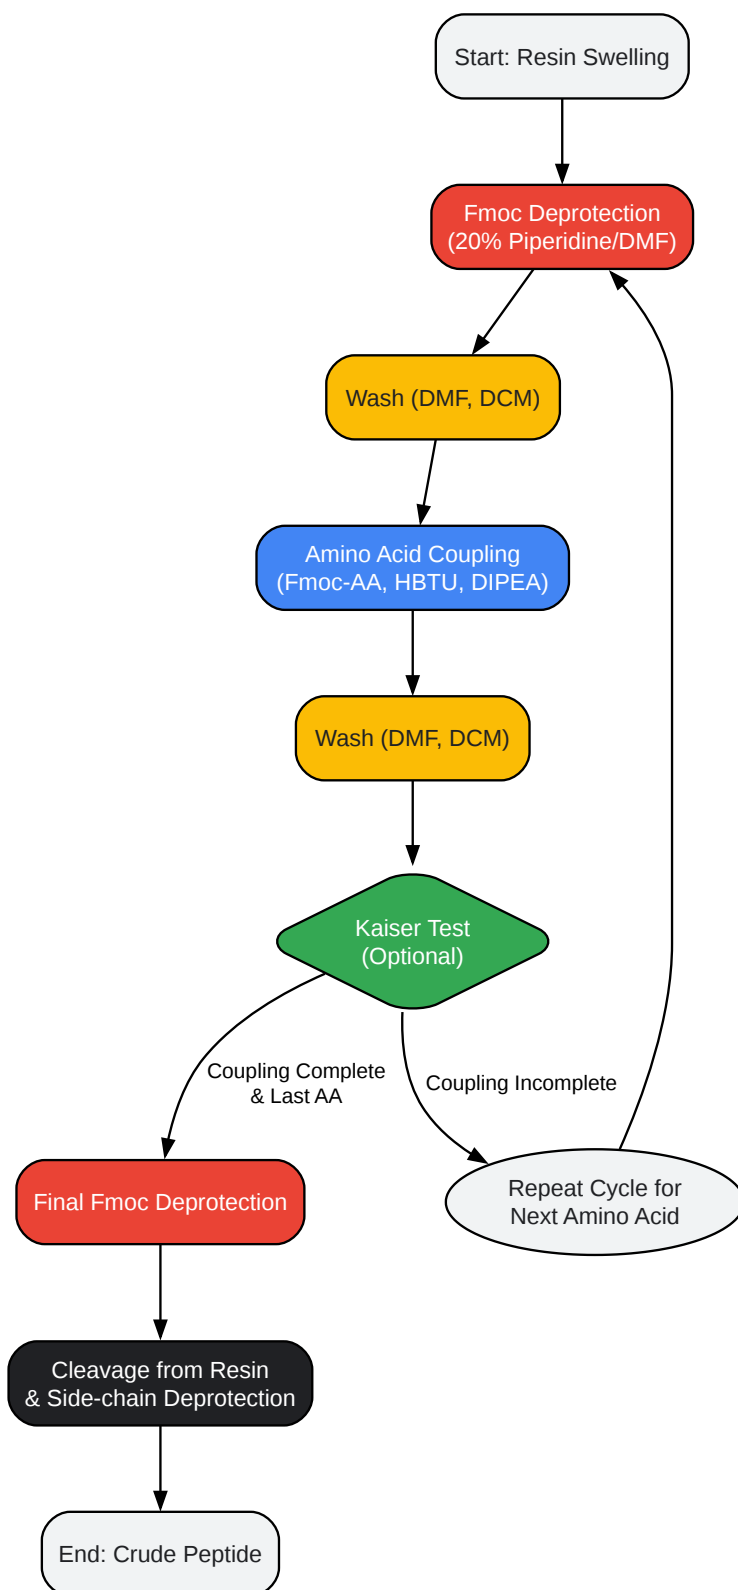 Start: Resin Swelling
Fmoc Deprotection
(20% Piperidine/DMF)
Wash (DMF, DCM)
Amino Acid Coupling
(Fmoc-AA, HBTU, DIPEA)
Wash (DMF, DCM)
Kaiser Test
(Optional)
Coupling Complete
& Last AA
Coupling Incomplete
Final Fmoc Deprotection
Repeat Cycle for
Next Amino Acid
Cleavage from Resin
& Side-chain Deprotection
End: Crude Peptide